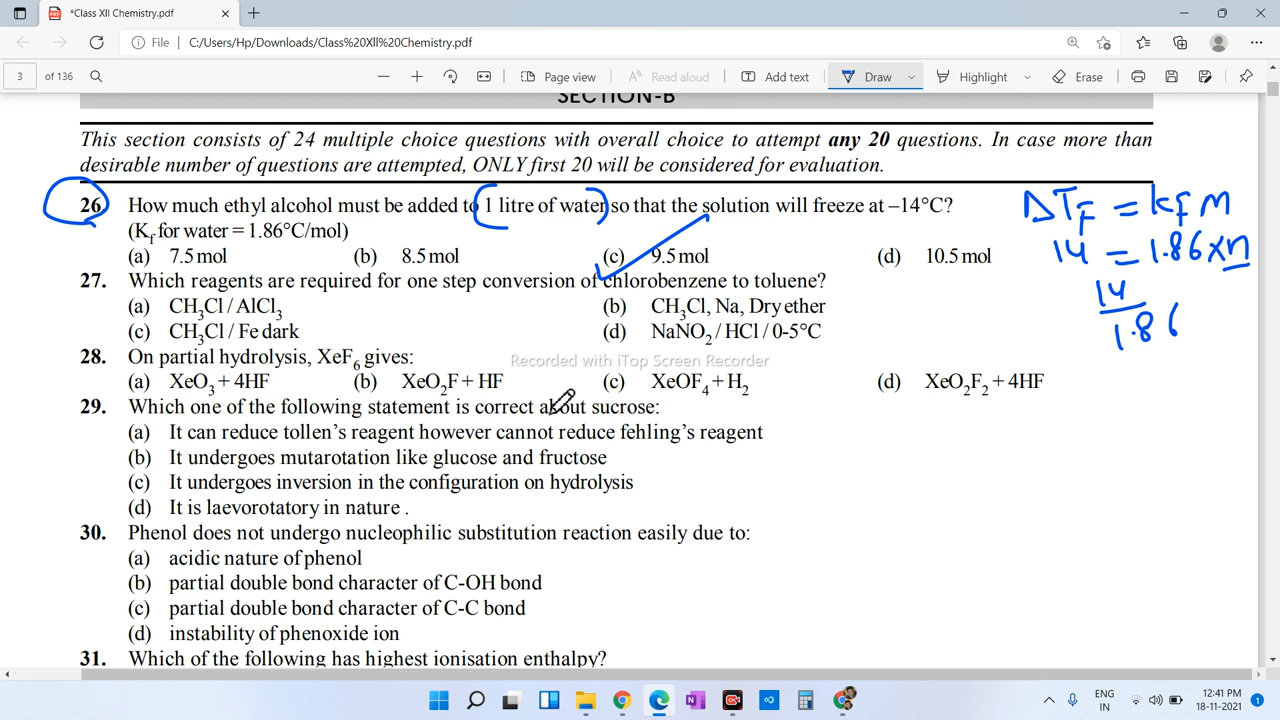 *Class XII Chemistry.pdf
File C:/Users/Hp/Downloads/Class%20Xll%20Chemistry.pdf
3 of 136 Page view Read aloud Add text Draw Highlight Erase
SECTION-B
This section consists of 24 multiple choice questions with overall choice to attempt any 20 questions. In case more than
desirable number of questions are attempted, ONLY first 20 will be considered for evaluation.
26. How much ethyl alcohol must be added to 1 litre of water so that the solution will freeze at –14°C?
(Kf for water = 1.86°C/mol)
(a) 7.5 mol (b) 8.5 mol (c) 9.5 mol (d) 10.5 mol
ΔTF = kf m
14 = 1.86 × n
14
1.86
27. Which reagents are required for one step conversion of chlorobenzene to toluene?
(a) CH3Cl / AlCl3 (b) CH3Cl, Na, Dry ether
(c) CH3Cl / Fe dark (d) NaNO2 / HCl / 0-5°C
28. On partial hydrolysis, XeF6 gives:
Recorded with iTop Screen Recorder
(a) XeO3 + 4HF (b) XeO2F + HF (c) XeOF4 + H2 (d) XeO2F2 + 4HF
29. Which one of the following statement is correct about sucrose:
(a) It can reduce tollen's reagent however cannot reduce fehling's reagent
(b) It undergoes mutarotation like glucose and fructose
(c) It undergoes inversion in the configuration on hydrolysis
(d) It is laevorotatory in nature .
30. Phenol does not undergo nucleophilic substitution reaction easily due to:
(a) acidic nature of phenol
(b) partial double bond character of C-OH bond
(c) partial double bond character of C-C bond
(d) instability of phenoxide ion
31. Which of the following has highest ionisation enthalpy?
ENG
IN
12:41 PM
18-11-2021
1